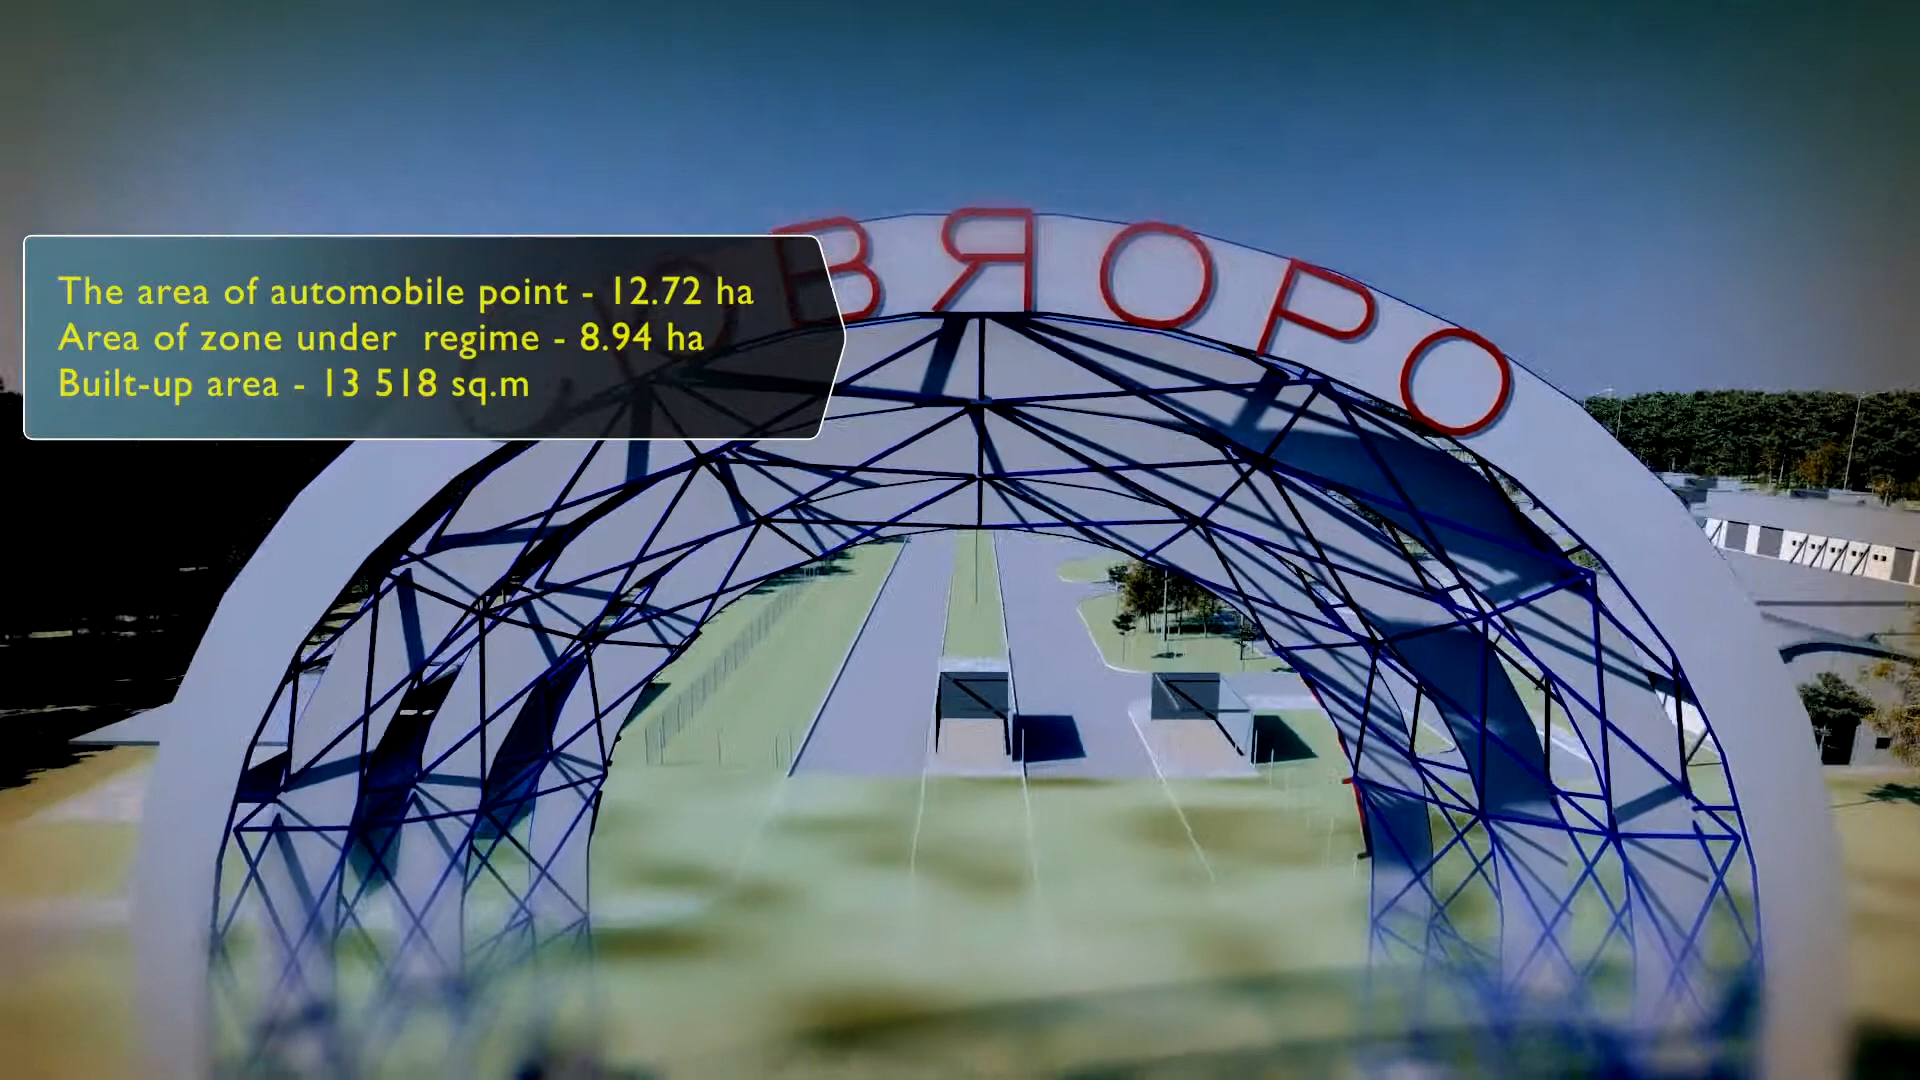 ВЯОРО
The area of automobile point - 12.72 ha
Area of zone under regime - 8.94 ha
Built-up area - 13 518 sq.m